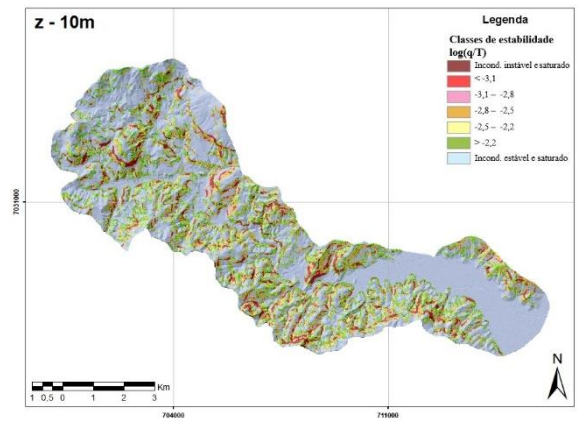 z - 10m
Legenda
Classes de estabilidade
log(q/T)
Incond. instável e saturado
< -3,1
-3,1 – -2,8
-2,8 – -2,5
-2,5 – -2,2
> -2,2
Incond. estável e saturado
7031000
N
1 0,5 0 1 2 3 Km
704000 711000